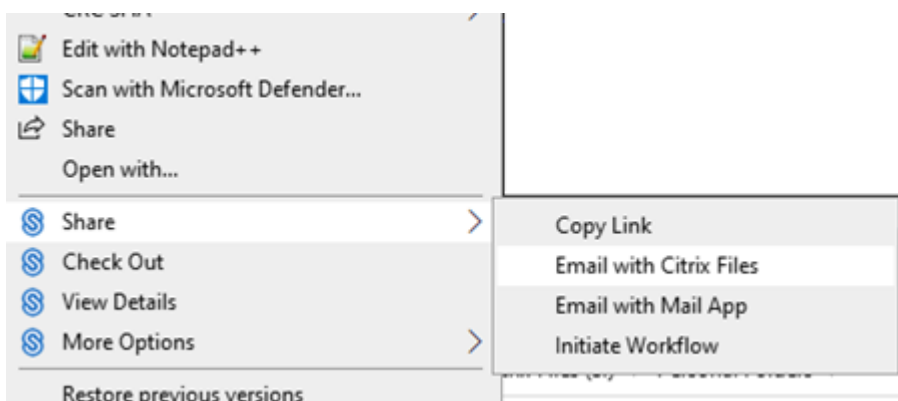 Edit with Notepad++
Scan with Microsoft Defender...
Share
Open with...
Share
Check Out
View Details
More Options
Restore previous versions
Copy Link
Email with Citrix Files
Email with Mail App
Initiate Workflow